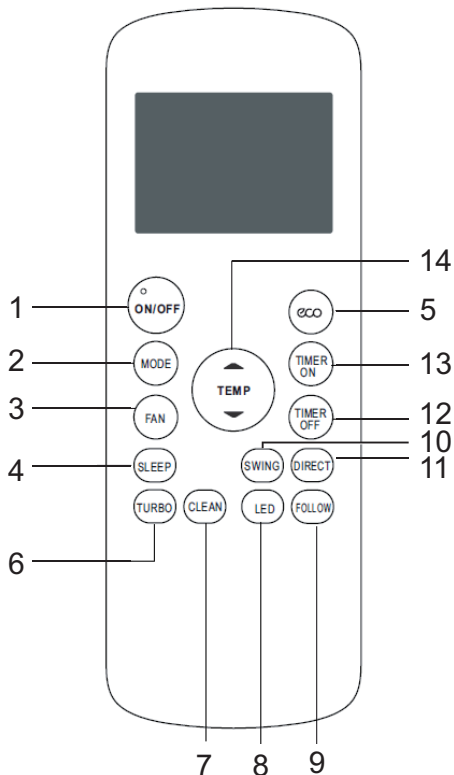 14
1
ON/OFF
eco
5
2
MODE
TEMP
TIMER
ON
13
3
FAN
TIMER
OFF
12
10
4
SLEEP
SWING
DIRECT
11
TURBO
CLEAN
LED
FOLLOW
6
7
8
9